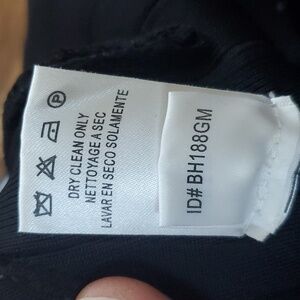 DRY CLEAN ONLY
NETTOYAGE A SEC
LAVAR EN SECO SOLAMENTE
ID# BH188GM